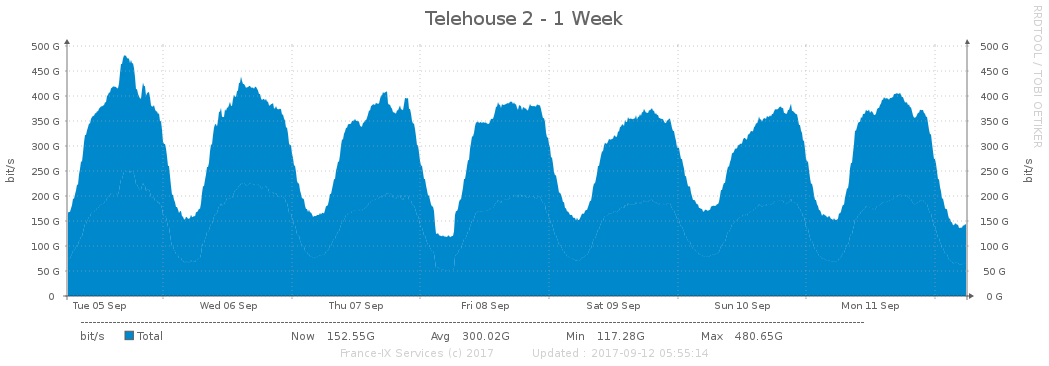 Telehouse 2 - 1 Week
RRDTOOL / TOBI OETIKER
500 G 500 G
450 G 450 G
400 G 400 G
350 G 350 G
300 G 300 G
250 G 250 G
200 G 200 G
150 G 150 G
100 G 100 G
50 G 50 G
0 0 G
bit/s bit/s
Tue 05 Sep Wed 06 Sep Thu 07 Sep Fri 08 Sep Sat 09 Sep Sun 10 Sep Mon 11 Sep
bit/s Total Now 152.55G Avg 300.02G Min 117.28G Max 480.65G
France-IX Services (c) 2017 Updated : 2017-09-12 05:55:14